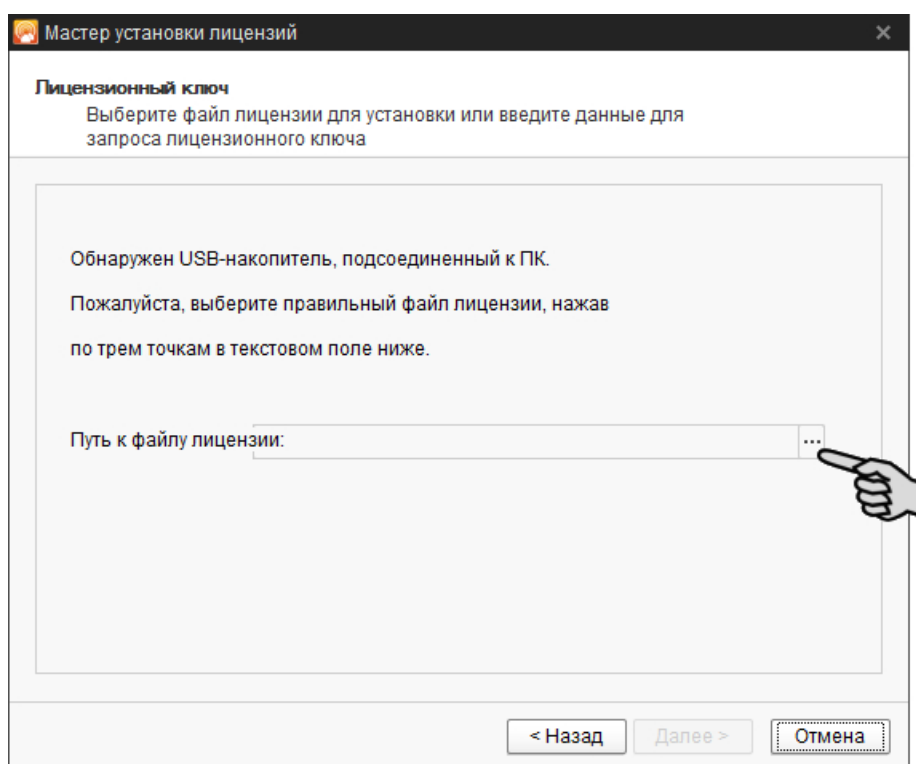 Мастер установки лицензий
Лицензионный ключ
Выберите файл лицензии для установки или введите данные для
запроса лицензионного ключа
Обнаружен USB-накопитель, подсоединенный к ПК.
Пожалуйста, выберите правильный файл лицензии, нажав
по трем точкам в текстовом поле ниже.
Путь к файлу лицензии: ...
< Назад Далее > Отмена